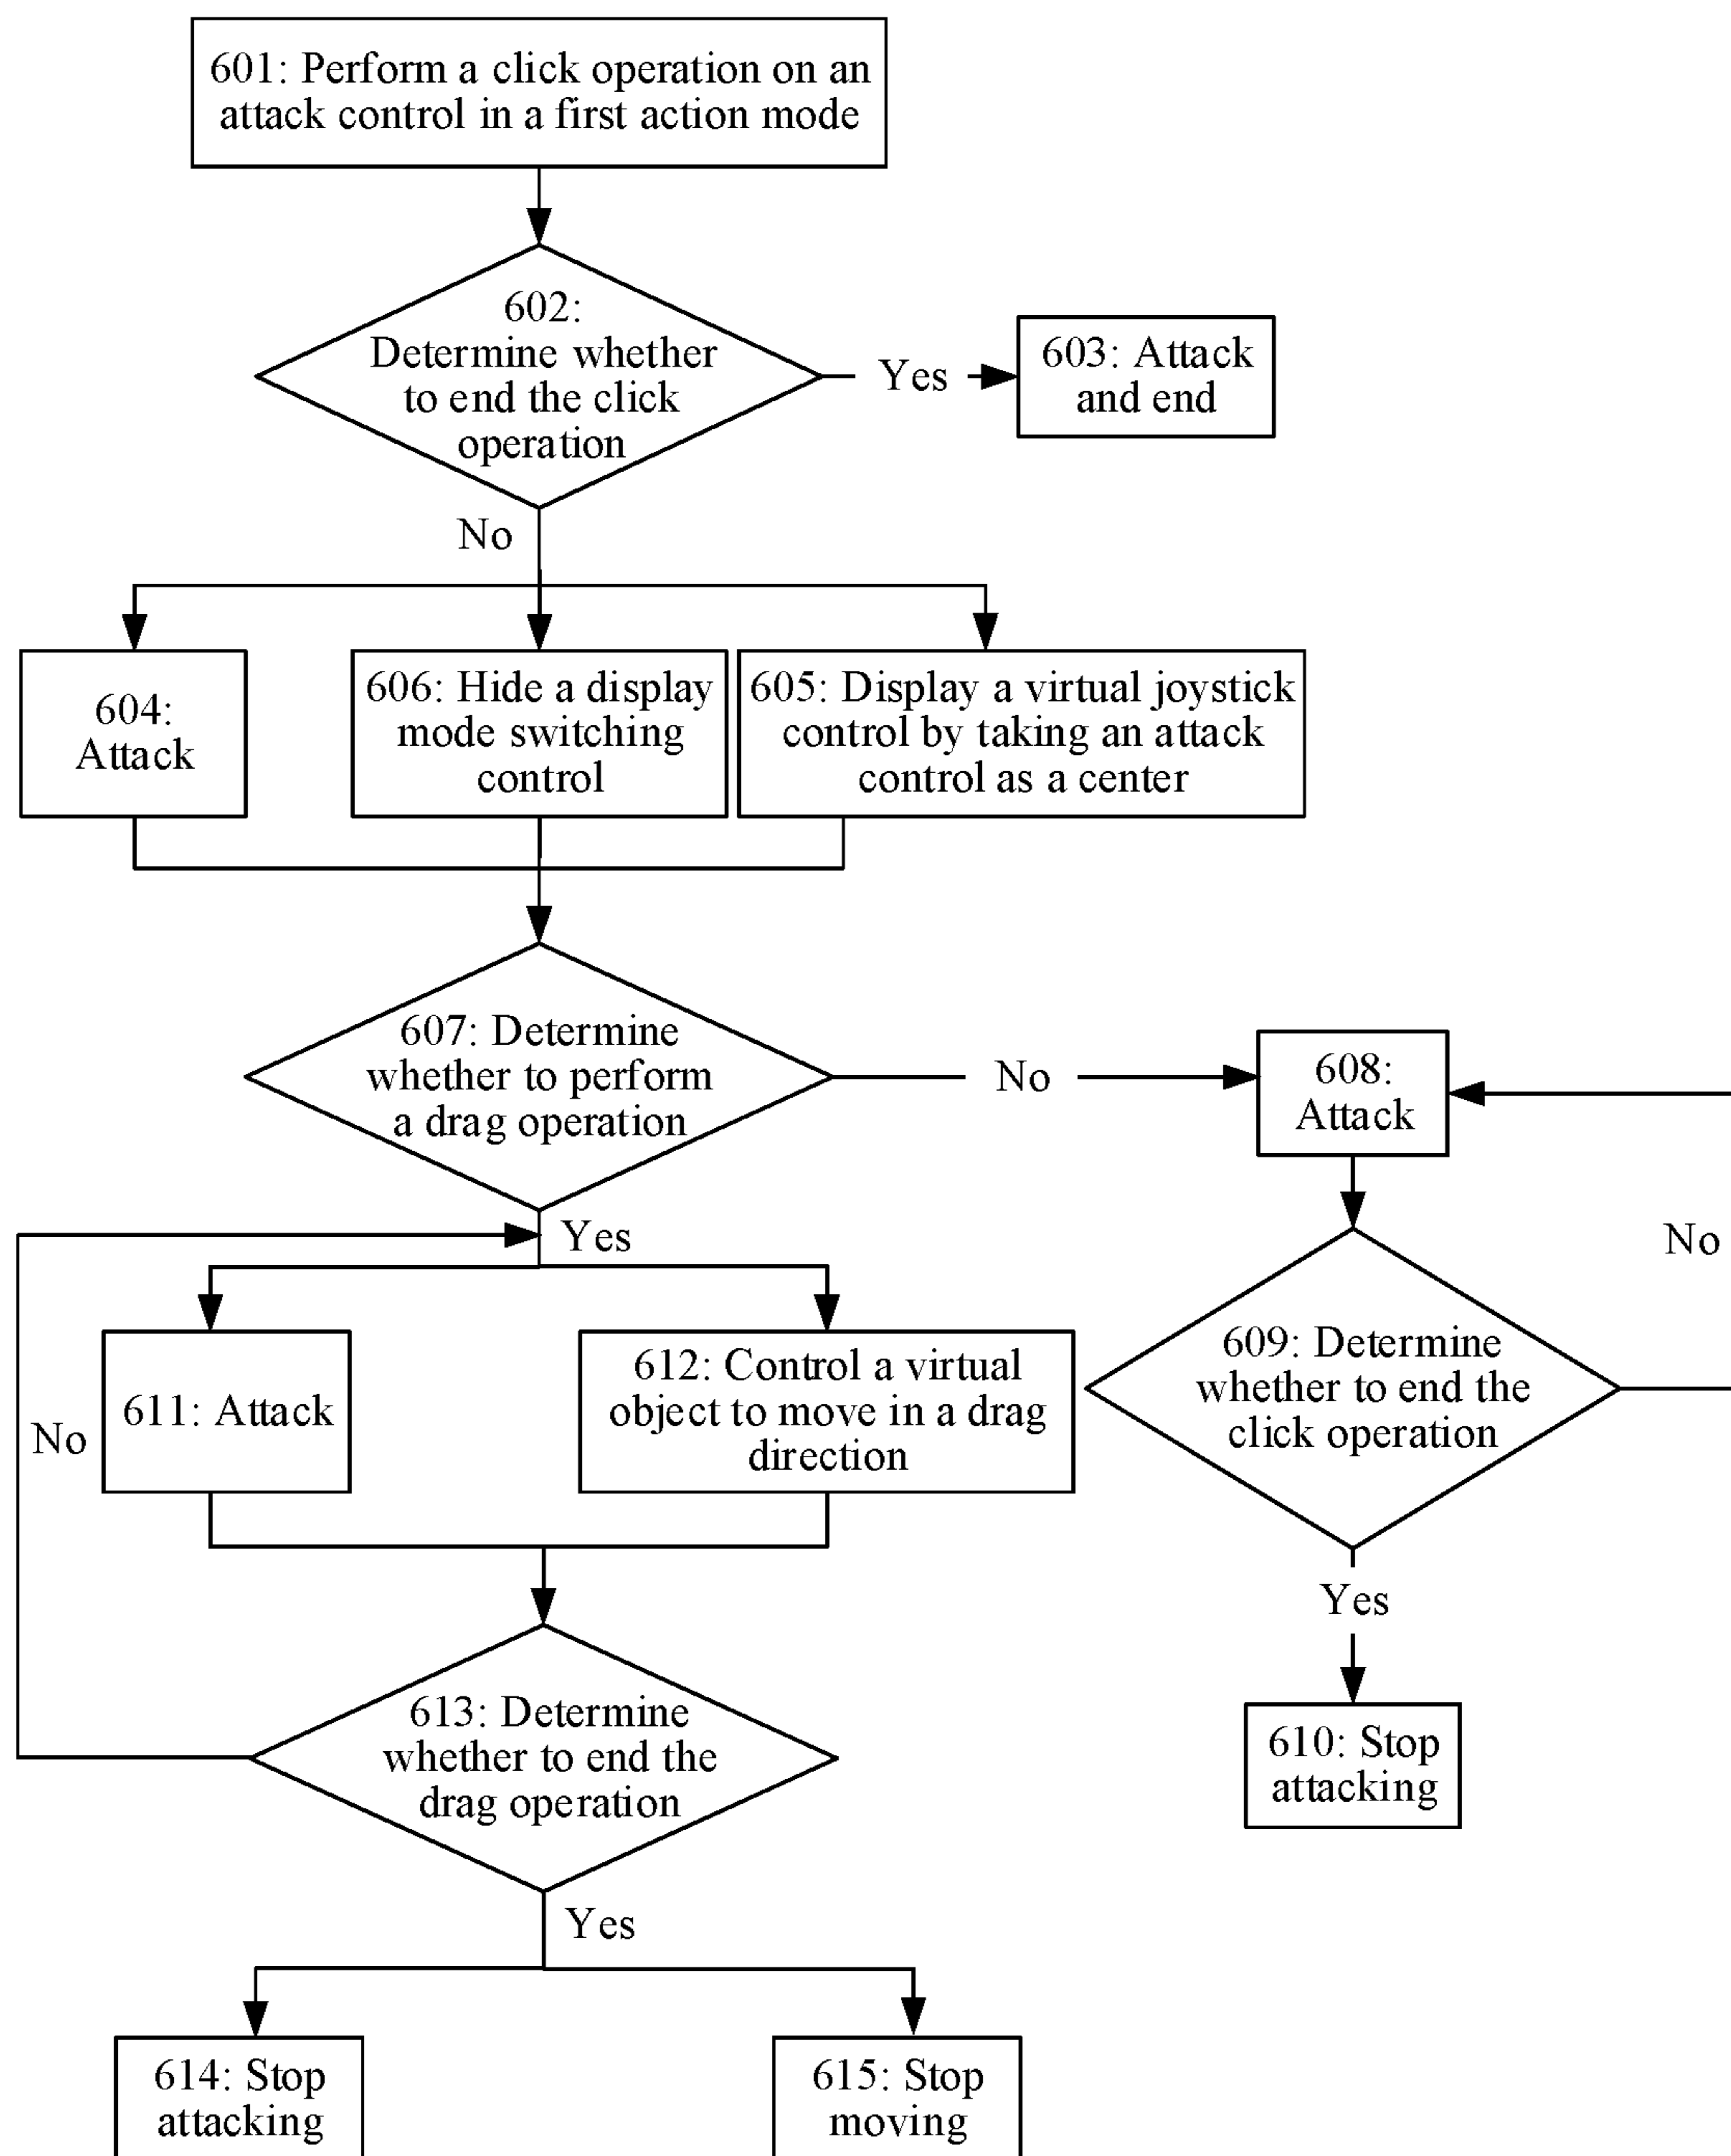 601: Perform a click operation on an
attack control in a first action mode
602:
Determine whether
to end the click
operation
Yes
603: Attack
and end
No
604:
Attack
606: Hide a display
mode switching
control
605: Display a virtual joystick
control by taking an attack
control as a center
607: Determine
whether to perform
a drag operation
No
608:
Attack
Yes
No
611: Attack
612: Control a virtual
object to move in a drag
direction
609: Determine
whether to end the
click operation
No
Yes
613: Determine
whether to end the
drag operation
610: Stop
attacking
Yes
614: Stop
attacking
615: Stop
moving